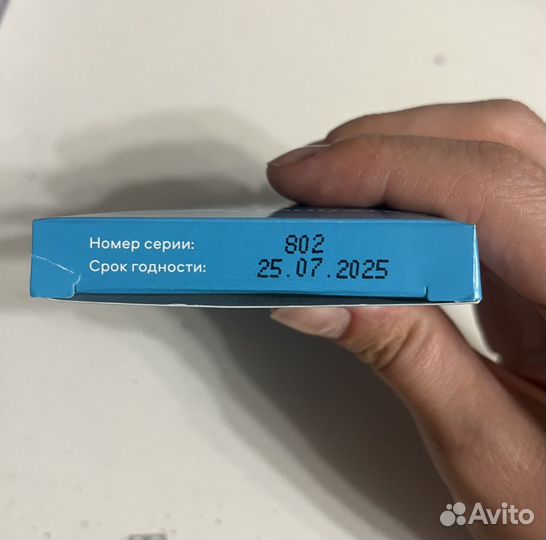 Номер серии: 802
Срок годности: 25.07.2025
Avito